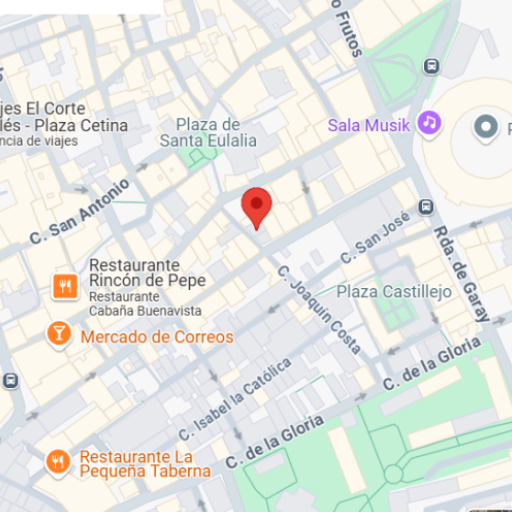 o Frutos
jes El Corte
lés - Plaza Cetina
ncia de viajes
Plaza de
Santa Eulalia
Sala Musik
P
C. San Antonio
C. San José
Rda. de Garay
Restaurante
Rincón de Pepe
Restaurante
Cabaña Buenavista
C. Joaquín Costa
Plaza Castillejo
Mercado de Correos
C. de la Gloria
C. Isabel la Católica
C. de la Gloria
Restaurante La
Pequeña Taberna